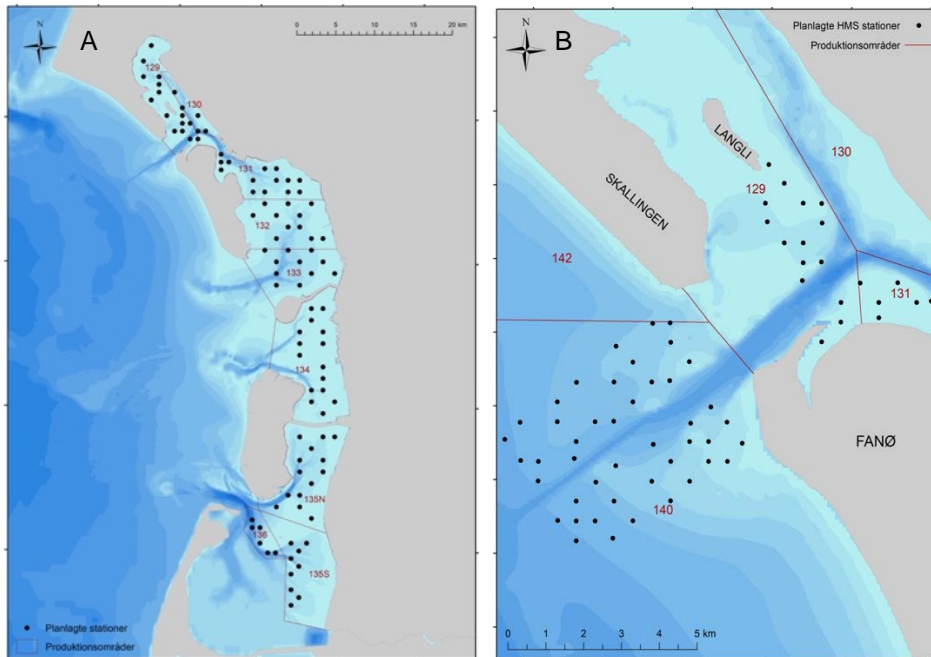 N
A
0 5 10 15 20 km
129
130
131
132
133
134
135N
136
135S
Planlagte stationer
Produktionsområder
N
B
Planlagte HMS stationer
Produktionsområder
LANGLI
130
SKALLINGEN
129
142
131
FANØ
140
0 1 2 3 4 5 km